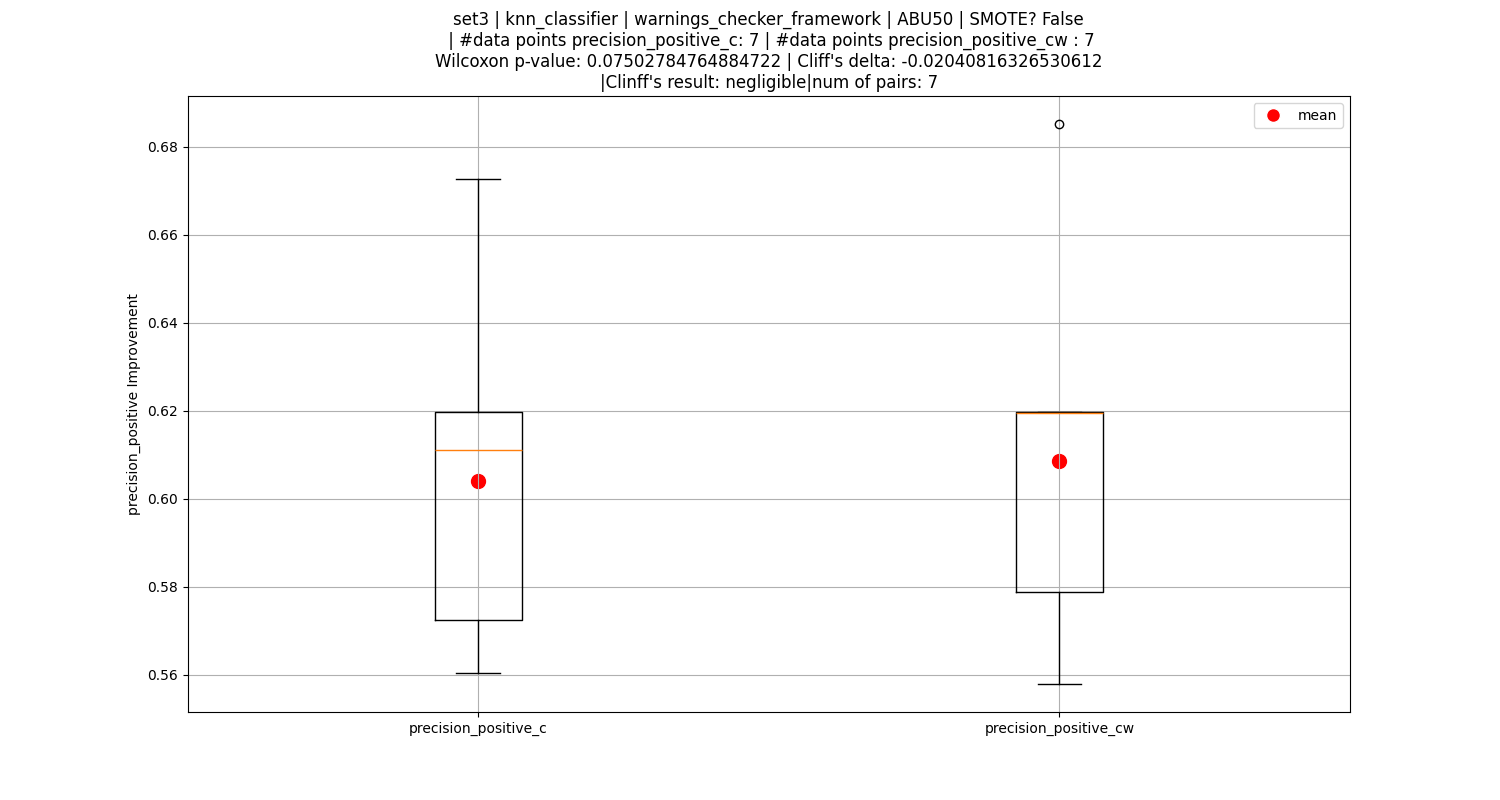 set3 | knn_classifier | warnings_checker_framework | ABU50 | SMOTE? False
| #data points precision_positive_c: 7 | #data points precision_positive_cw : 7
Wilcoxon p-value: 0.07502784764884722 | Cliff's delta: -0.02040816326530612
|Clinff's result: negligible|num of pairs: 7
mean
0.68
0.66
0.64
0.62
0.60
0.58
0.56
precision_positive Improvement
precision_positive_c
precision_positive_cw